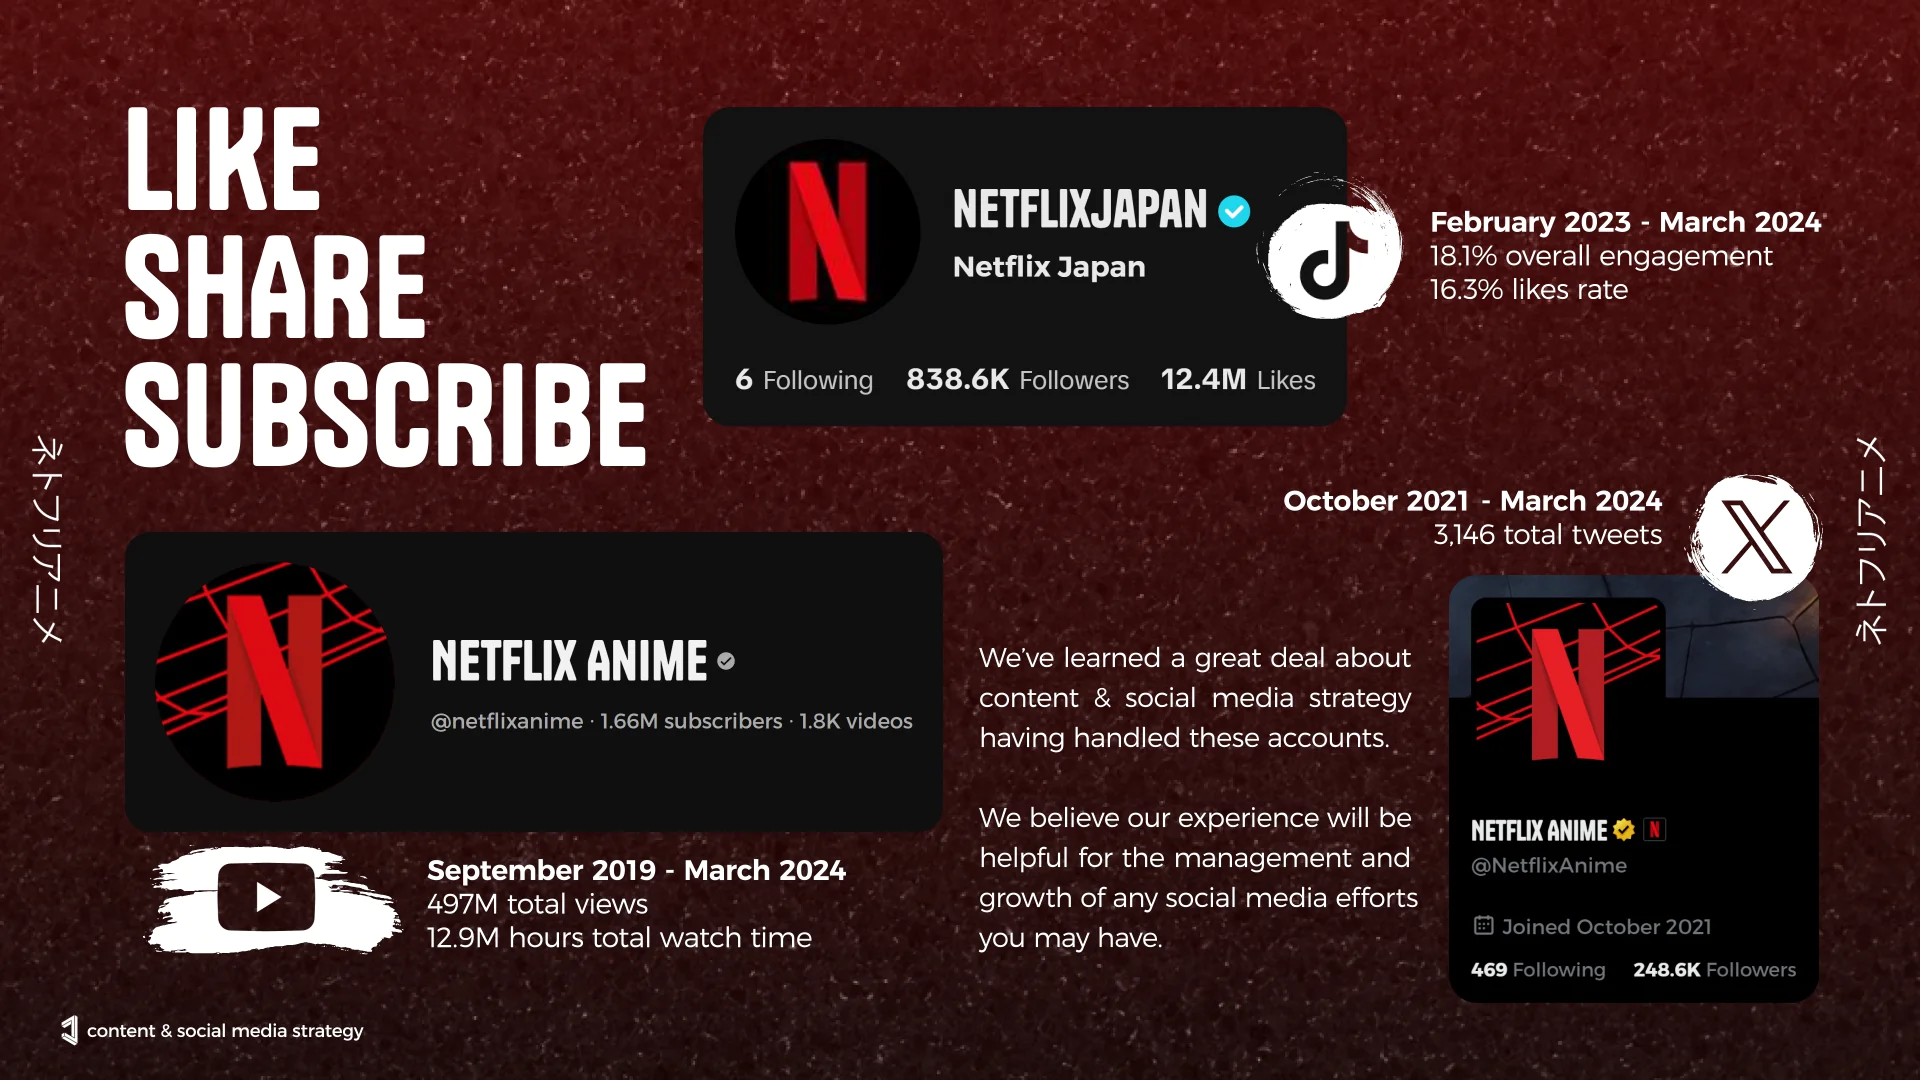 LIKE
SHARE
SUBSCRIBE
NETFLIXJAPAN
Netflix Japan
6 Following 838.6K Followers 12.4M Likes
February 2023 - March 2024
18.1% overall engagement
16.3% likes rate
October 2021 - March 2024
3,146 total tweets
ネトフリアニメ
ネトフリアニメ
NETFLIX ANIME
@netflixanime · 1.66M subscribers · 1.8K videos
September 2019 - March 2024
497M total views
12.9M hours total watch time
We’ve learned a great deal about
content & social media strategy
having handled these accounts.
We believe our experience will be
helpful for the management and
growth of any social media efforts
you may have.
NETFLIX ANIME
@NetflixAnime
Joined October 2021
469 Following 248.6K Followers
content & social media strategy